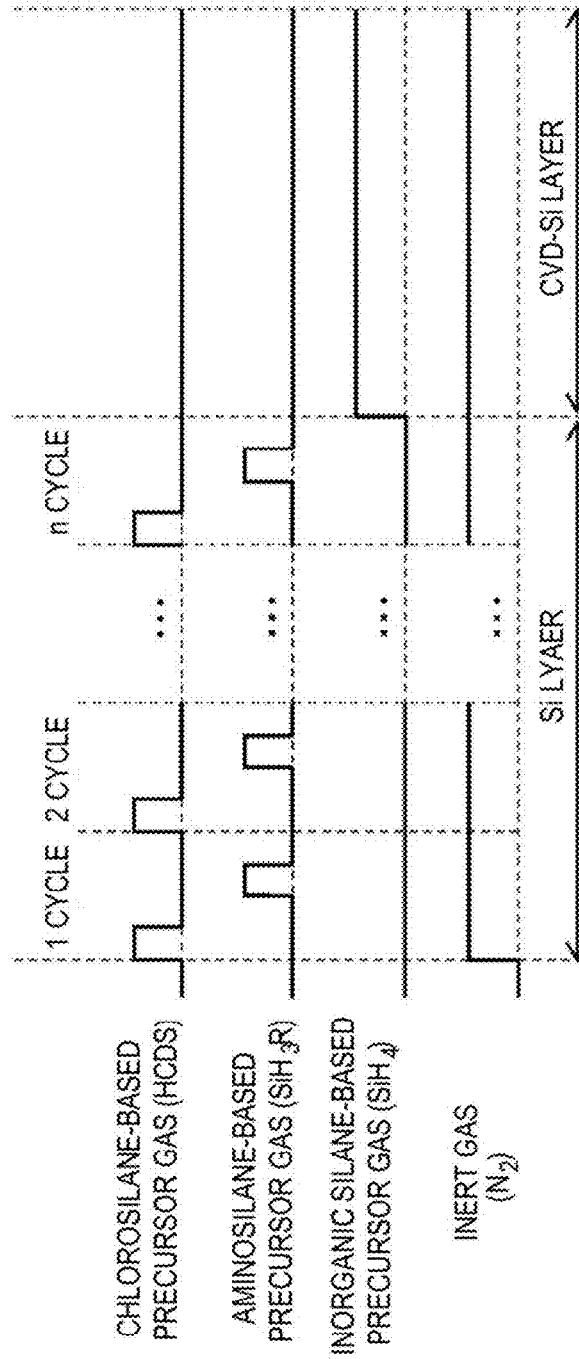 1 CYCLE
2 CYCLE
n CYCLE
CHLOROSILANE-BASED
PRECURSOR GAS (HCDS)
AMINOSILANE-BASED
PRECURSOR GAS (SiH3R)
INORGANIC SILANE-BASED
PRECURSOR GAS (SiH4)
INERT GAS
(N2)
Si LYAER
CVD-Si LAYER